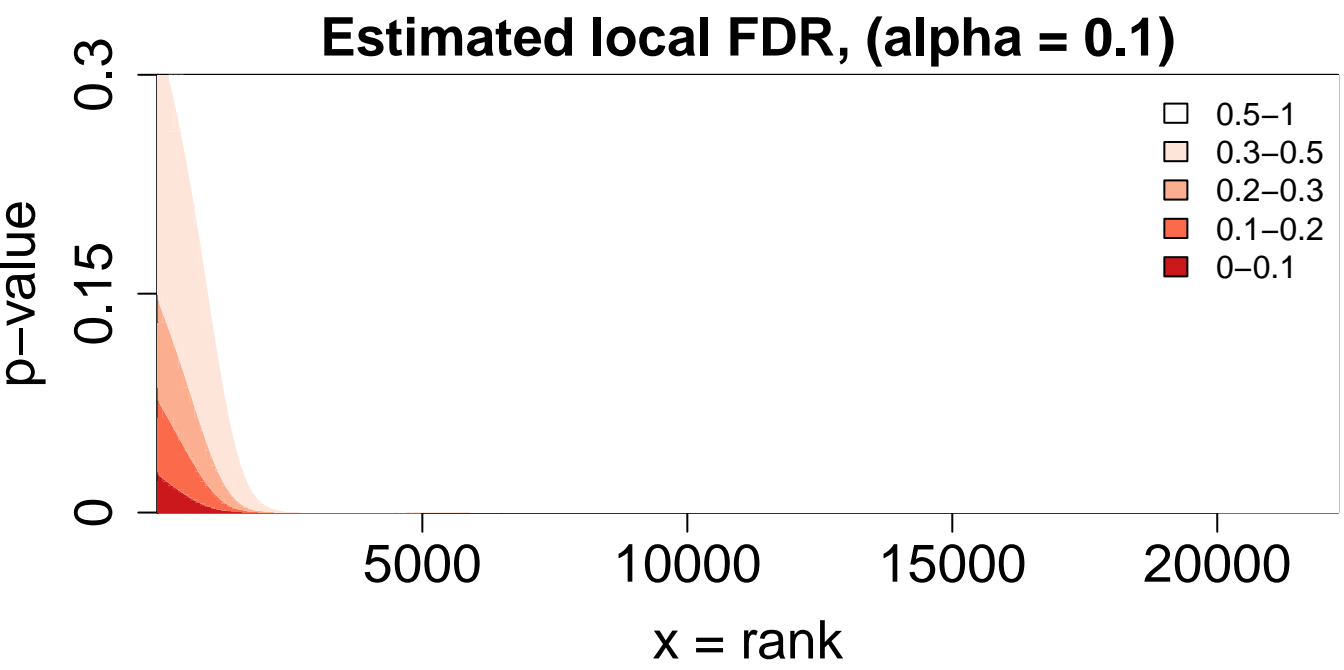 Estimated local FDR, (alpha = 0.1)
p−value
0.3
0.15
0
0.5−1
0.3−0.5
0.2−0.3
0.1−0.2
0−0.1
5000 10000 15000 20000
x = rank